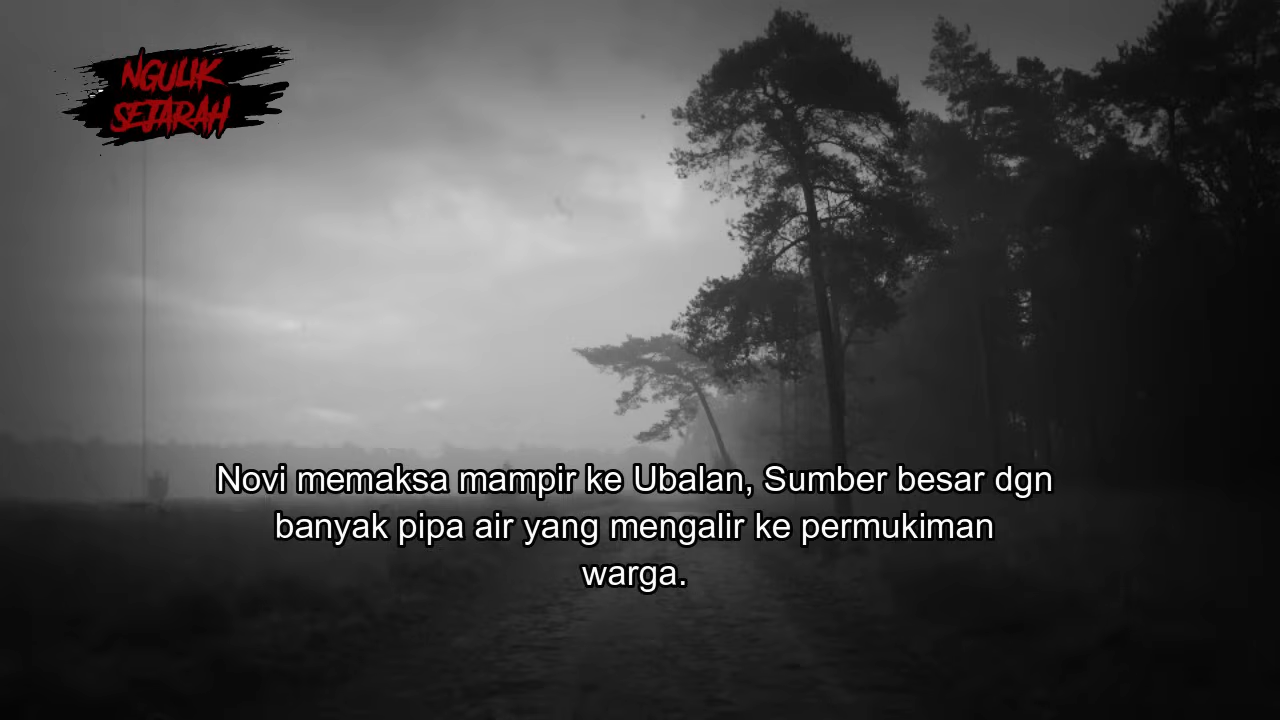 NGULIK
SEJARAH
Novi memaksa mampir ke Ubalan, Sumber besar dgn
banyak pipa air yang mengalir ke permukiman
warga.